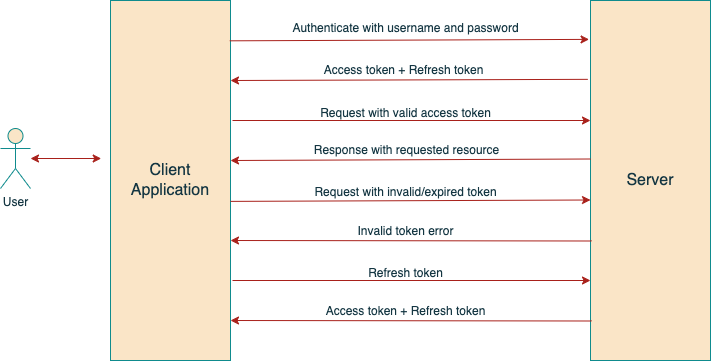 Authenticate with username and password
Access token + Refresh token
Request with valid access token
Response with requested resource
Client
Application
Server
Request with invalid/expired token
User
Invalid token error
Refresh token
Access token + Refresh token